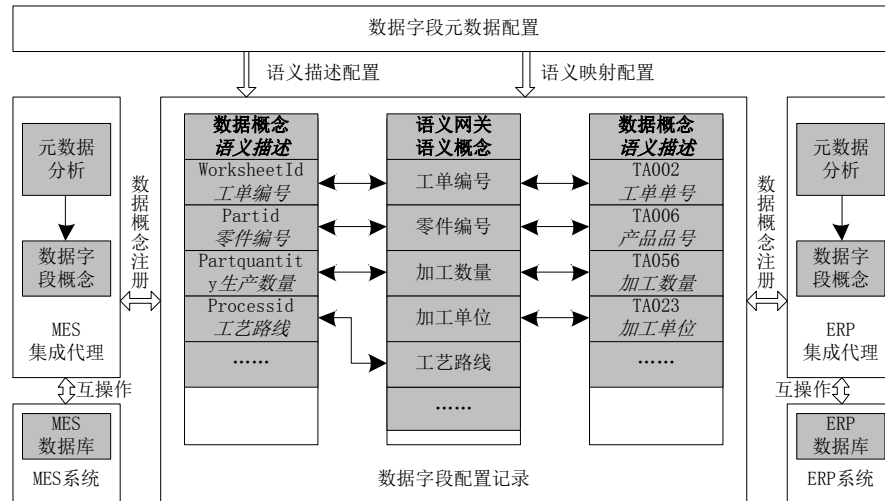 数据字段元数据配置
语义描述配置
语义映射配置
元数据
分析
数据字
段概念
MES
集成代理
互操作
MES
数据库
MES系统
数据概念注册
数据概念
语义描述
WorksheetId
工单编号
Partid
零件编号
Partquantit
y生产数量
Processid
工艺路线
……
语义网关
语义概念
工单编号
零件编号
加工数量
加工单位
工艺路线
……
数据概念
语义描述
TA002
工单单号
TA006
产品品号
TA056
加工数量
TA023
加工单位
……
数据字段配置记录
数据概念注册
元数据
分析
数据字
段概念
ERP
集成代理
互操作
ERP
数据库
ERP系统